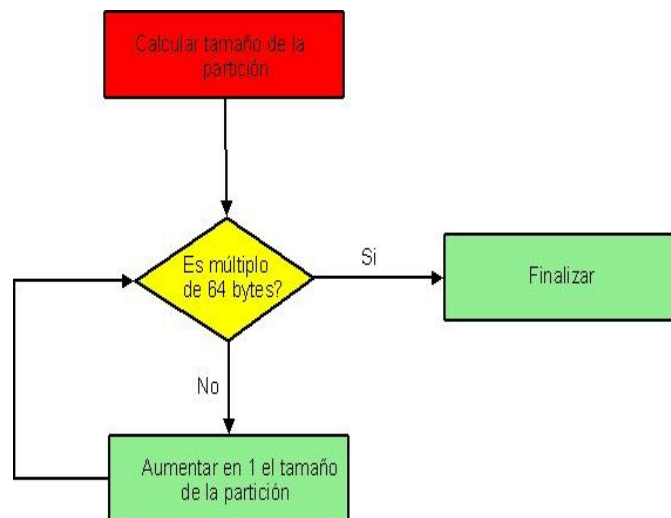 Calcular tamaño de la
partición
Es múltiplo
de 64 bytes?
Si
Finalizar
No
Aumentar en 1 el tamaño
de la partición